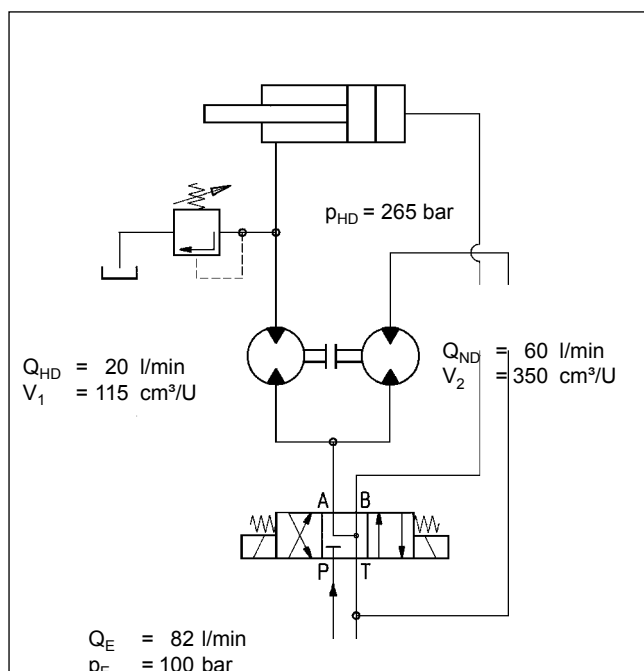 p_HD = 265 bar
Q_HD = 20 l/min
V_1 = 115 cm³/U
Q_ND = 60 l/min
V_2 = 350 cm³/U
A B
P T
Q_E = 82 l/min
p_E = 100 bar